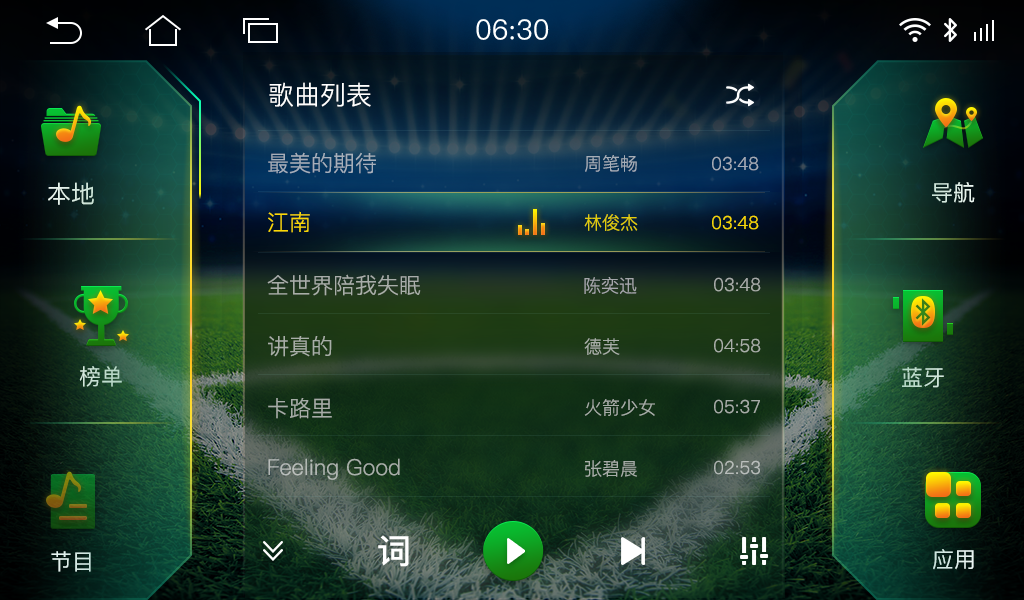 06:30
歌曲列表
最美的期待 周笔畅 03:48
江南 林俊杰 03:48
全世界陪我失眠 陈奕迅 03:48
讲真的 德芙 04:58
卡路里 火箭少女 05:37
Feeling Good 张碧晨 02:53
词
本地
榜单
节目
导航
蓝牙
应用